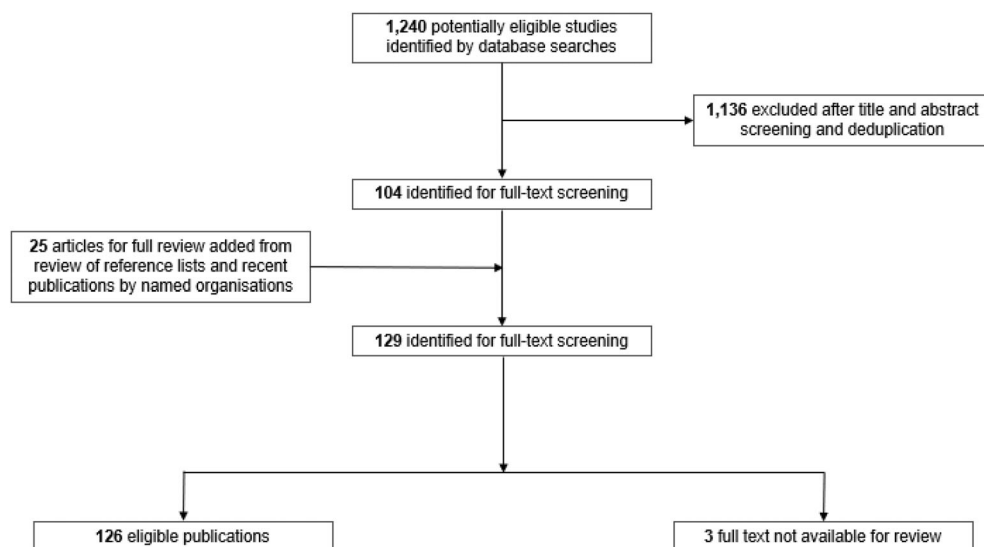 1,240 potentially eligible studies
identified by database searches
1,136 excluded after title and abstract
screening and deduplication
104 identified for full-text screening
25 articles for full review added from
review of reference lists and recent
publications by named organisations
129 identified for full-text screening
126 eligible publications
3 full text not available for review